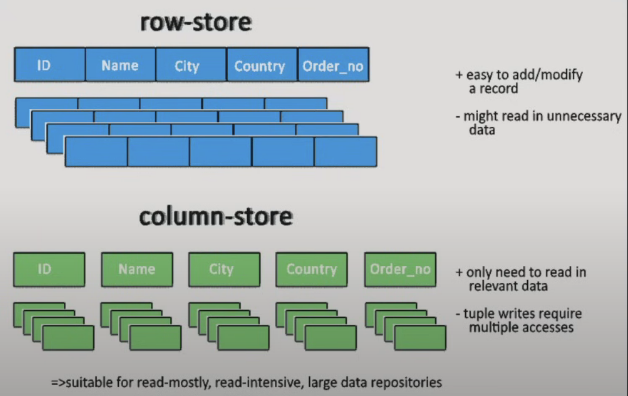 row-store
ID Name City Country Order_no
+ easy to add/modify
a record
- might read in unnecessary
data
column-store
ID Name City Country Order_no
+ only need to read in
relevant data
- tuple writes require
multiple accesses
=>suitable for read-mostly, read-intensive, large data repositories